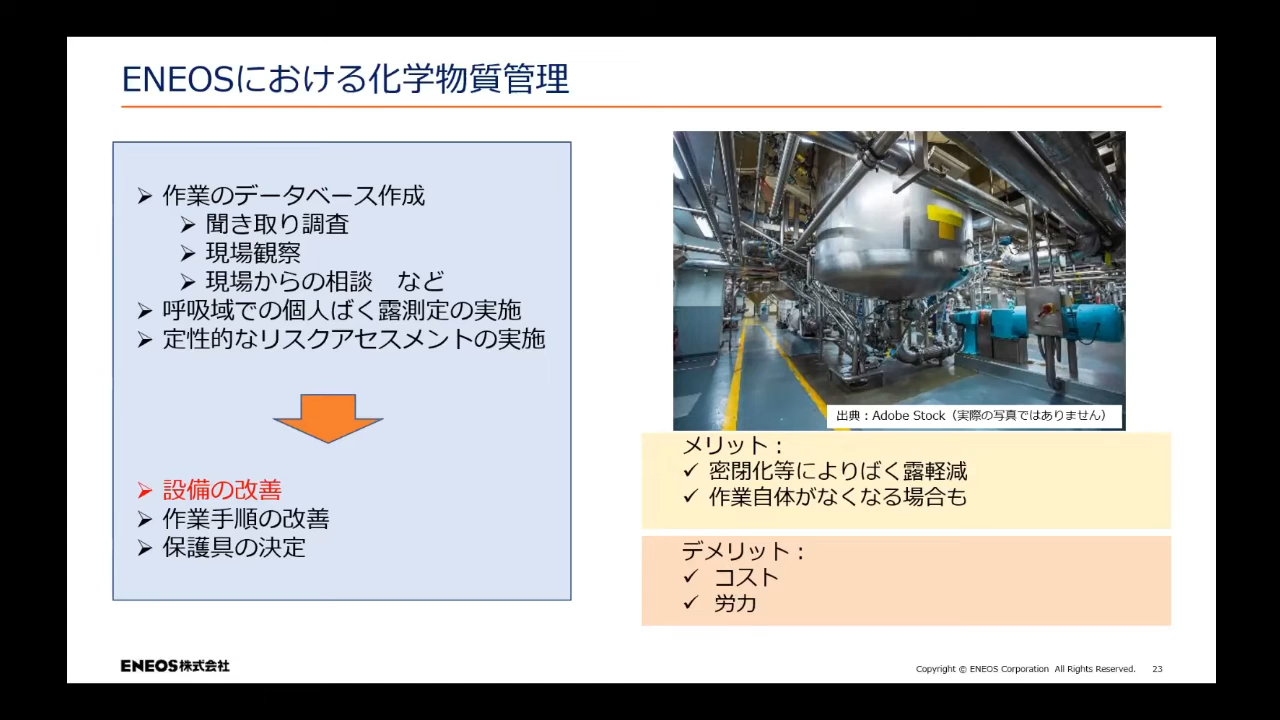 ENEOSにおける化学物質管理
➢ 作業のデータベース作成
➢ 聞き取り調査
➢ 現場観察
➢ 現場からの相談　など
➢ 呼吸域での個人ばく露測定の実施
➢ 定性的なリスクアセスメントの実施
➢ 設備の改善
➢ 作業手順の改善
➢ 保護具の決定
出典：Adobe Stock（実際の写真ではありません）
メリット：
✓ 密閉化等によりばく露軽減
✓ 作業自体がなくなる場合も
デメリット：
✓ コスト
✓ 労力
ENEOS株式会社
Copyright © ENEOS Corporation All Rights Reserved.
23